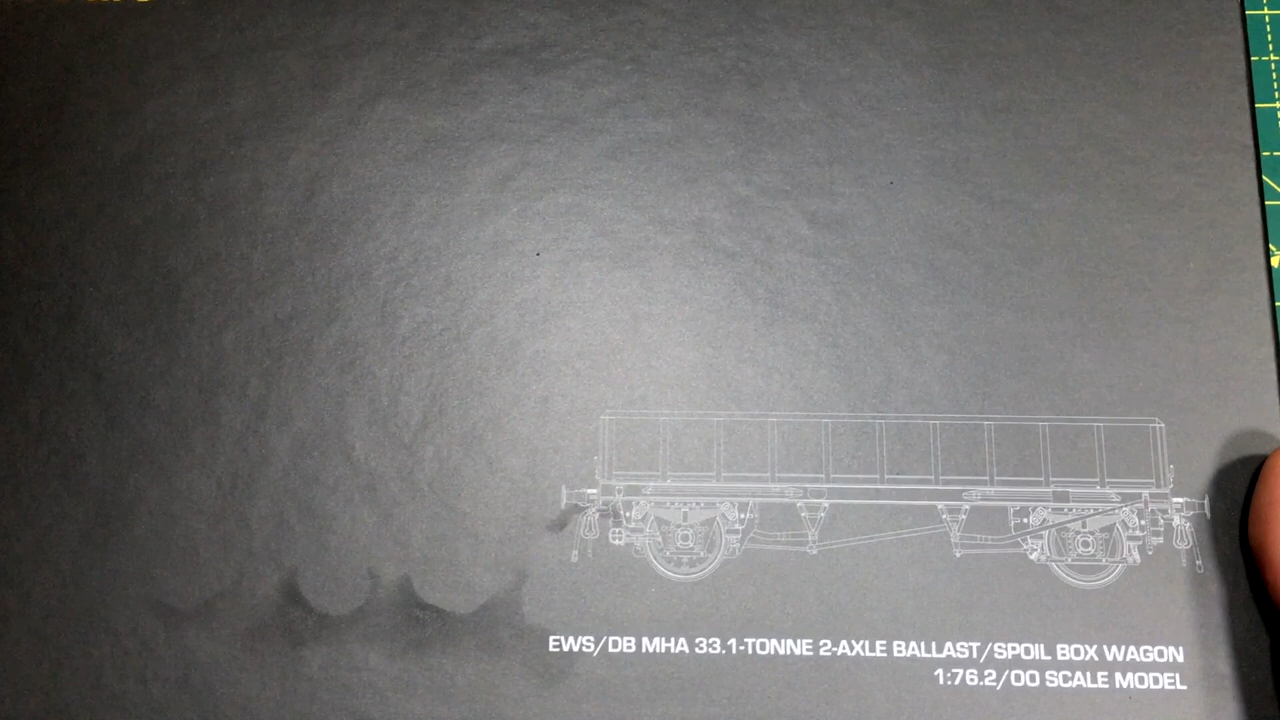 EWS/DB MHA 33.1-TONNE 2-AXLE BALLAST/SPOIL BOX WAGON
1:76.2/00 SCALE MODEL